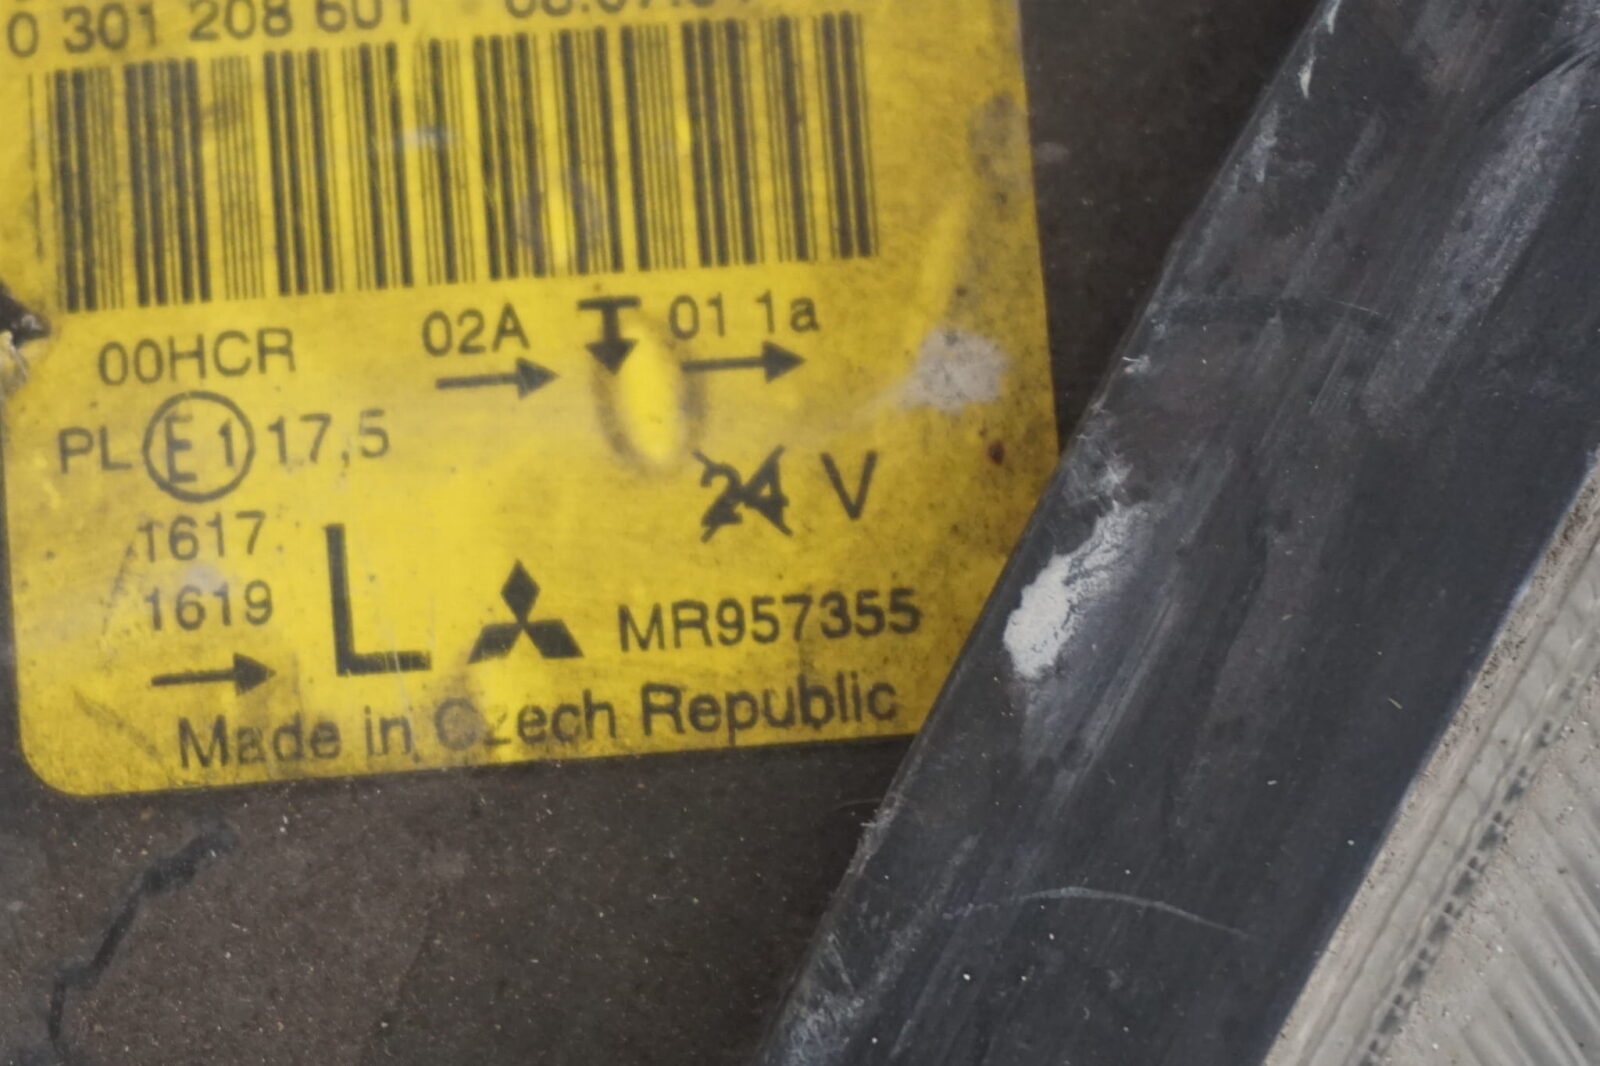 0 301 208 601
00HCR 02A 01 1a
PL E1 17,5
24 V
1617
1619
L MR957355
Made in Czech Republic